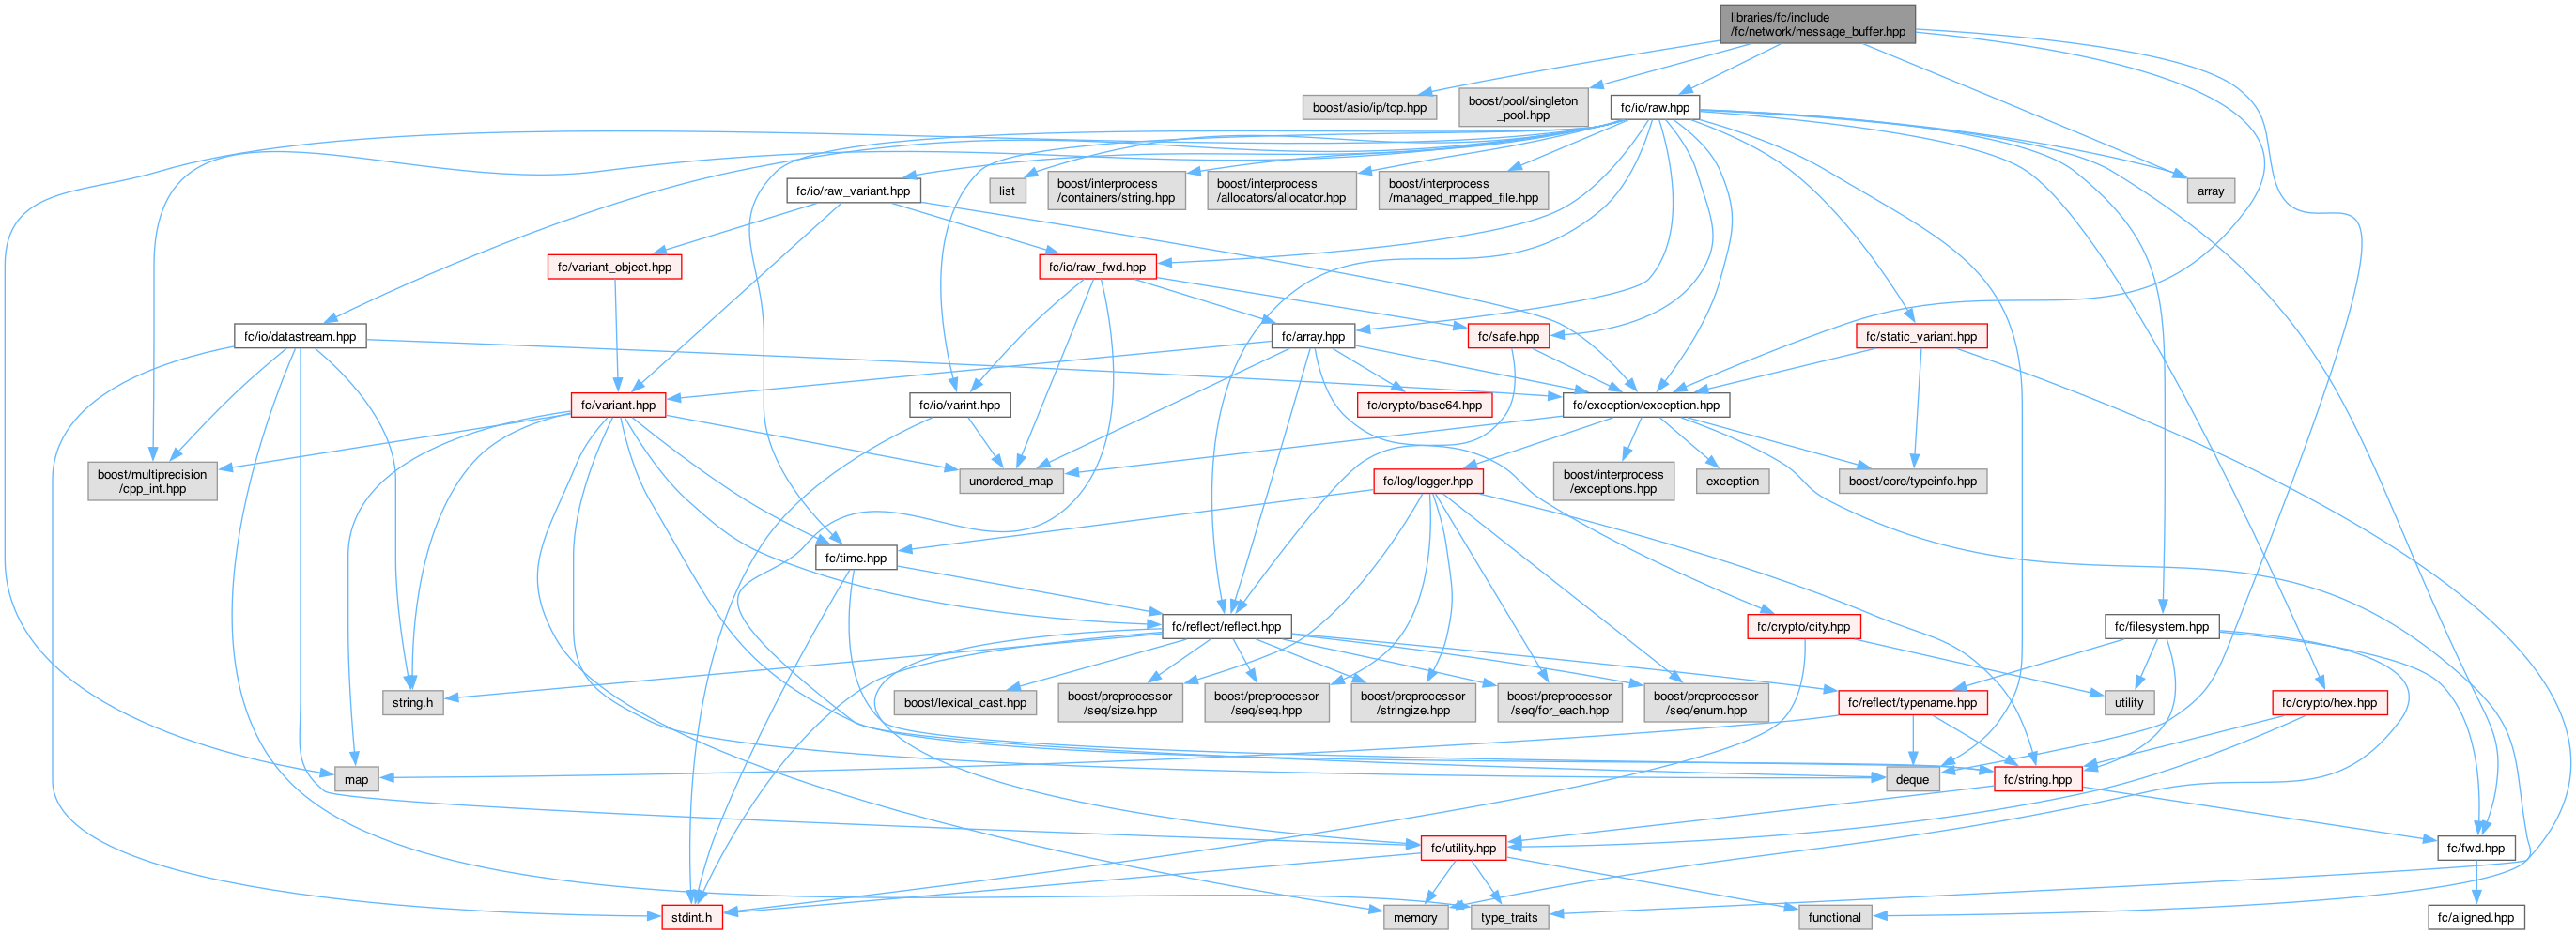 libraries/fc/include
/fc/network/message_buffer.hpp
boost/asio/ip/tcp.hpp
boost/pool/singleton
_pool.hpp
fc/io/raw.hpp
fc/io/raw_variant.hpp
list
boost/interprocess
/containers/string.hpp
boost/interprocess
/allocators/allocator.hpp
boost/interprocess
/managed_mapped_file.hpp
array
fc/variant_object.hpp
fc/io/raw_fwd.hpp
fc/io/datastream.hpp
fc/array.hpp
fc/safe.hpp
fc/static_variant.hpp
fc/variant.hpp
fc/io/varint.hpp
fc/crypto/base64.hpp
fc/exception/exception.hpp
boost/multiprecision
/cpp_int.hpp
unordered_map
fc/log/logger.hpp
boost/interprocess
/exceptions.hpp
exception
boost/core/typeinfo.hpp
fc/time.hpp
fc/reflect/reflect.hpp
fc/crypto/city.hpp
fc/filesystem.hpp
string.h
boost/lexical_cast.hpp
boost/preprocessor
/seq/size.hpp
boost/preprocessor
/seq/seq.hpp
boost/preprocessor
/stringize.hpp
boost/preprocessor
/seq/for_each.hpp
boost/preprocessor
/seq/enum.hpp
fc/reflect/typename.hpp
utility
fc/crypto/hex.hpp
map
deque
fc/string.hpp
fc/utility.hpp
fc/fwd.hpp
stdint.h
memory
type_traits
functional
fc/aligned.hpp